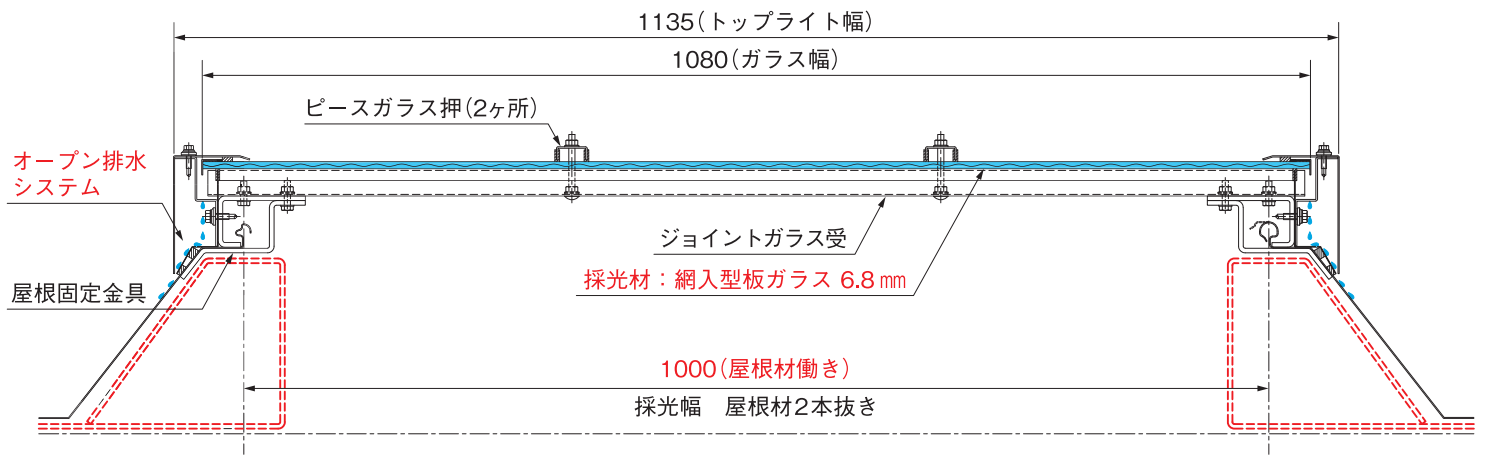 1135(トップライト幅)
1080(ガラス幅)
ピースガラス押(2ヶ所)
オープン排水
システム
ジョイントガラス受
採光材：網入型板ガラス 6.8 mm
屋根固定金具
1000(屋根材働き)
採光幅　屋根材2本抜き